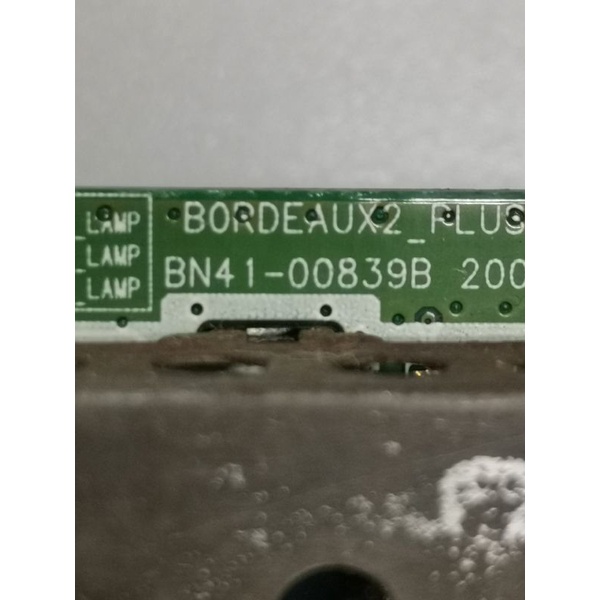 BORDEAUX2_PLUS
BN41-00839B 200
_LAMP
_LAMP
_LAMP